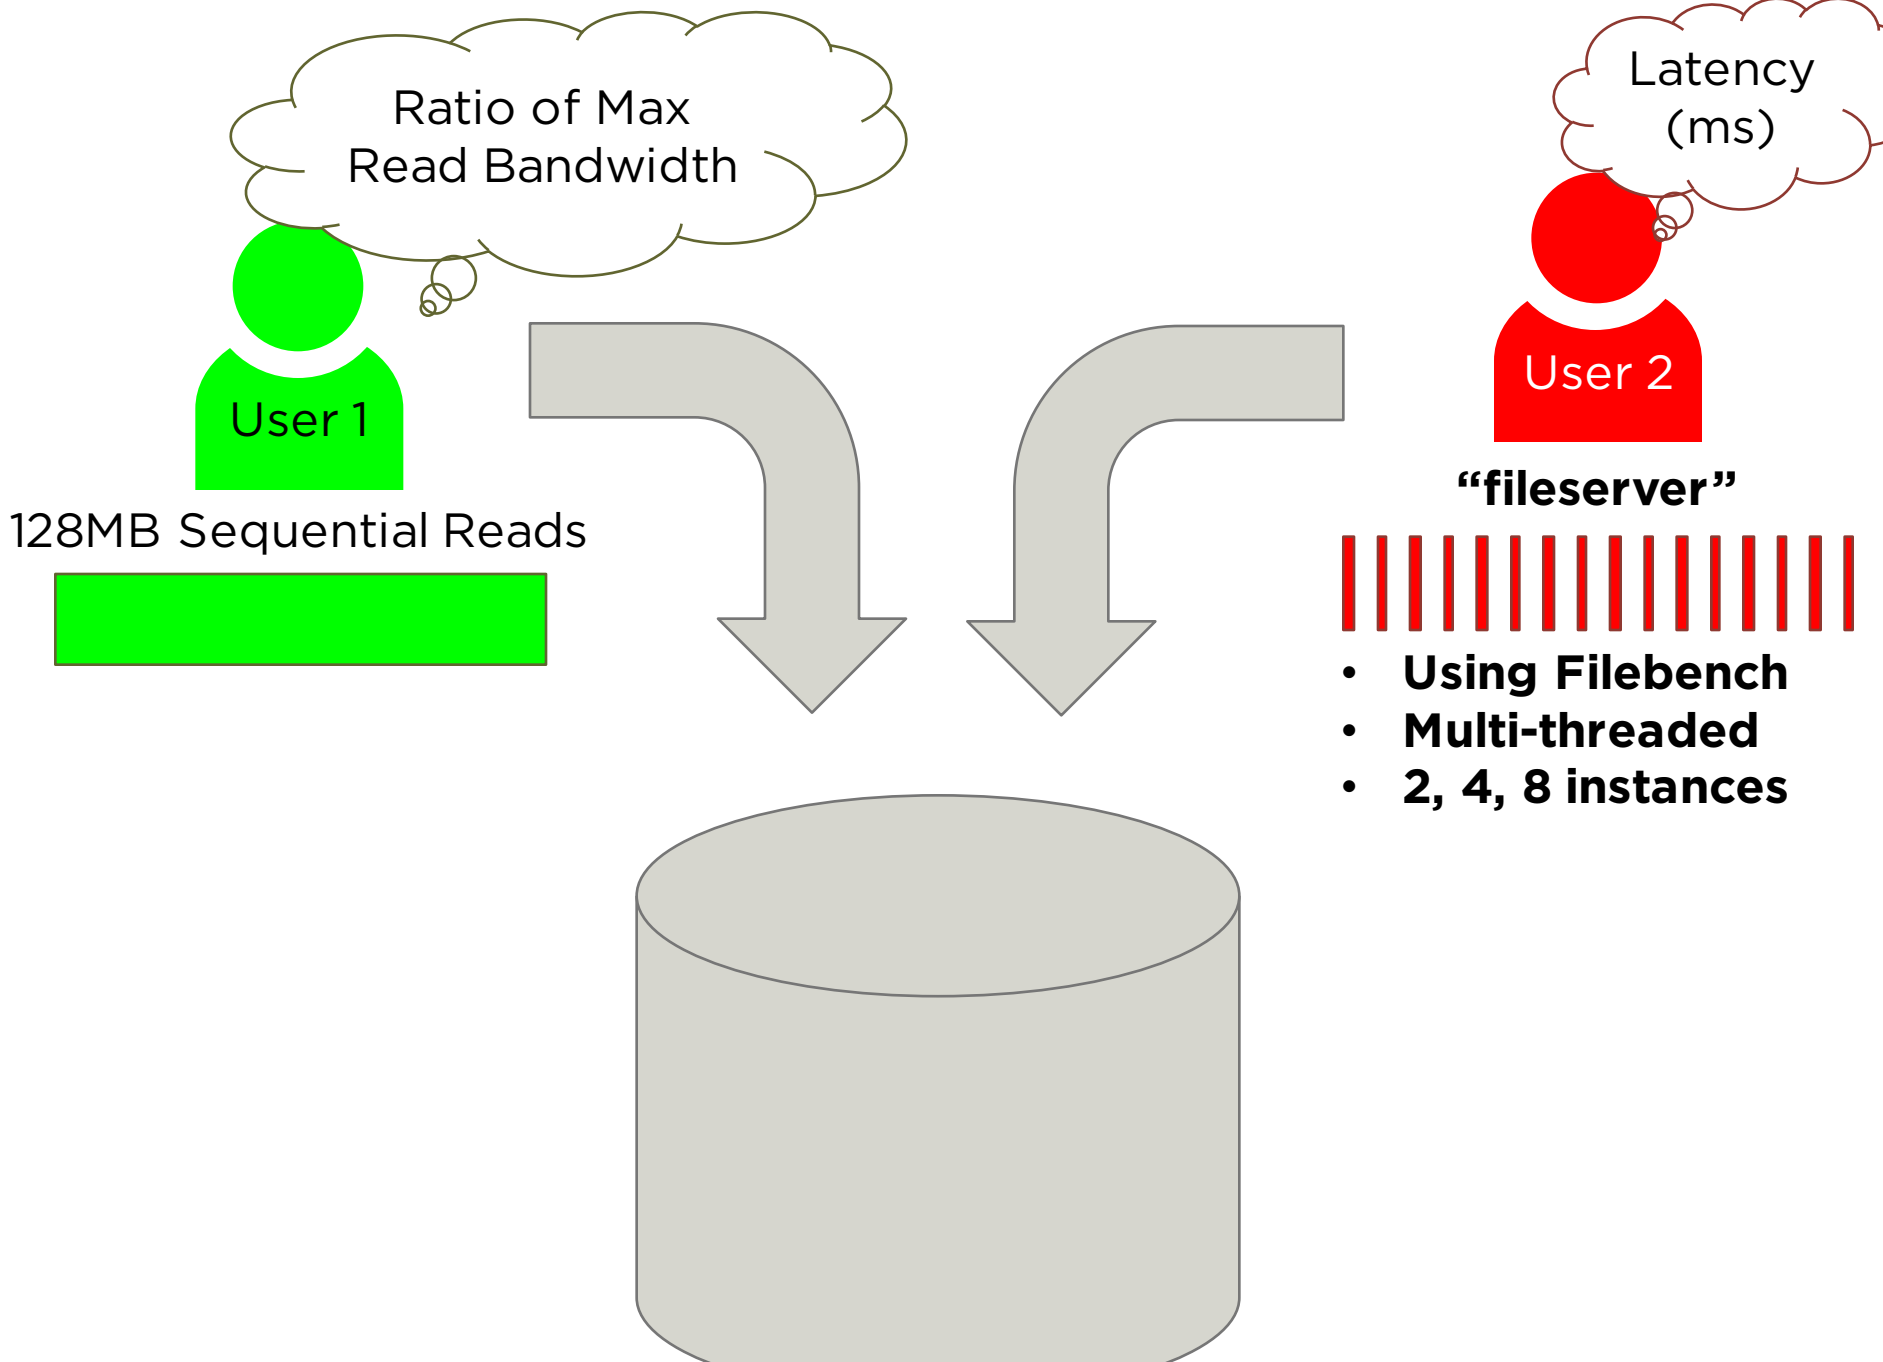 Ratio of Max
Read Bandwidth
User 1
128MB Sequential Reads
Latency
(ms)
User 2
“fileserver”
• Using Filebench
• Multi-threaded
• 2, 4, 8 instances